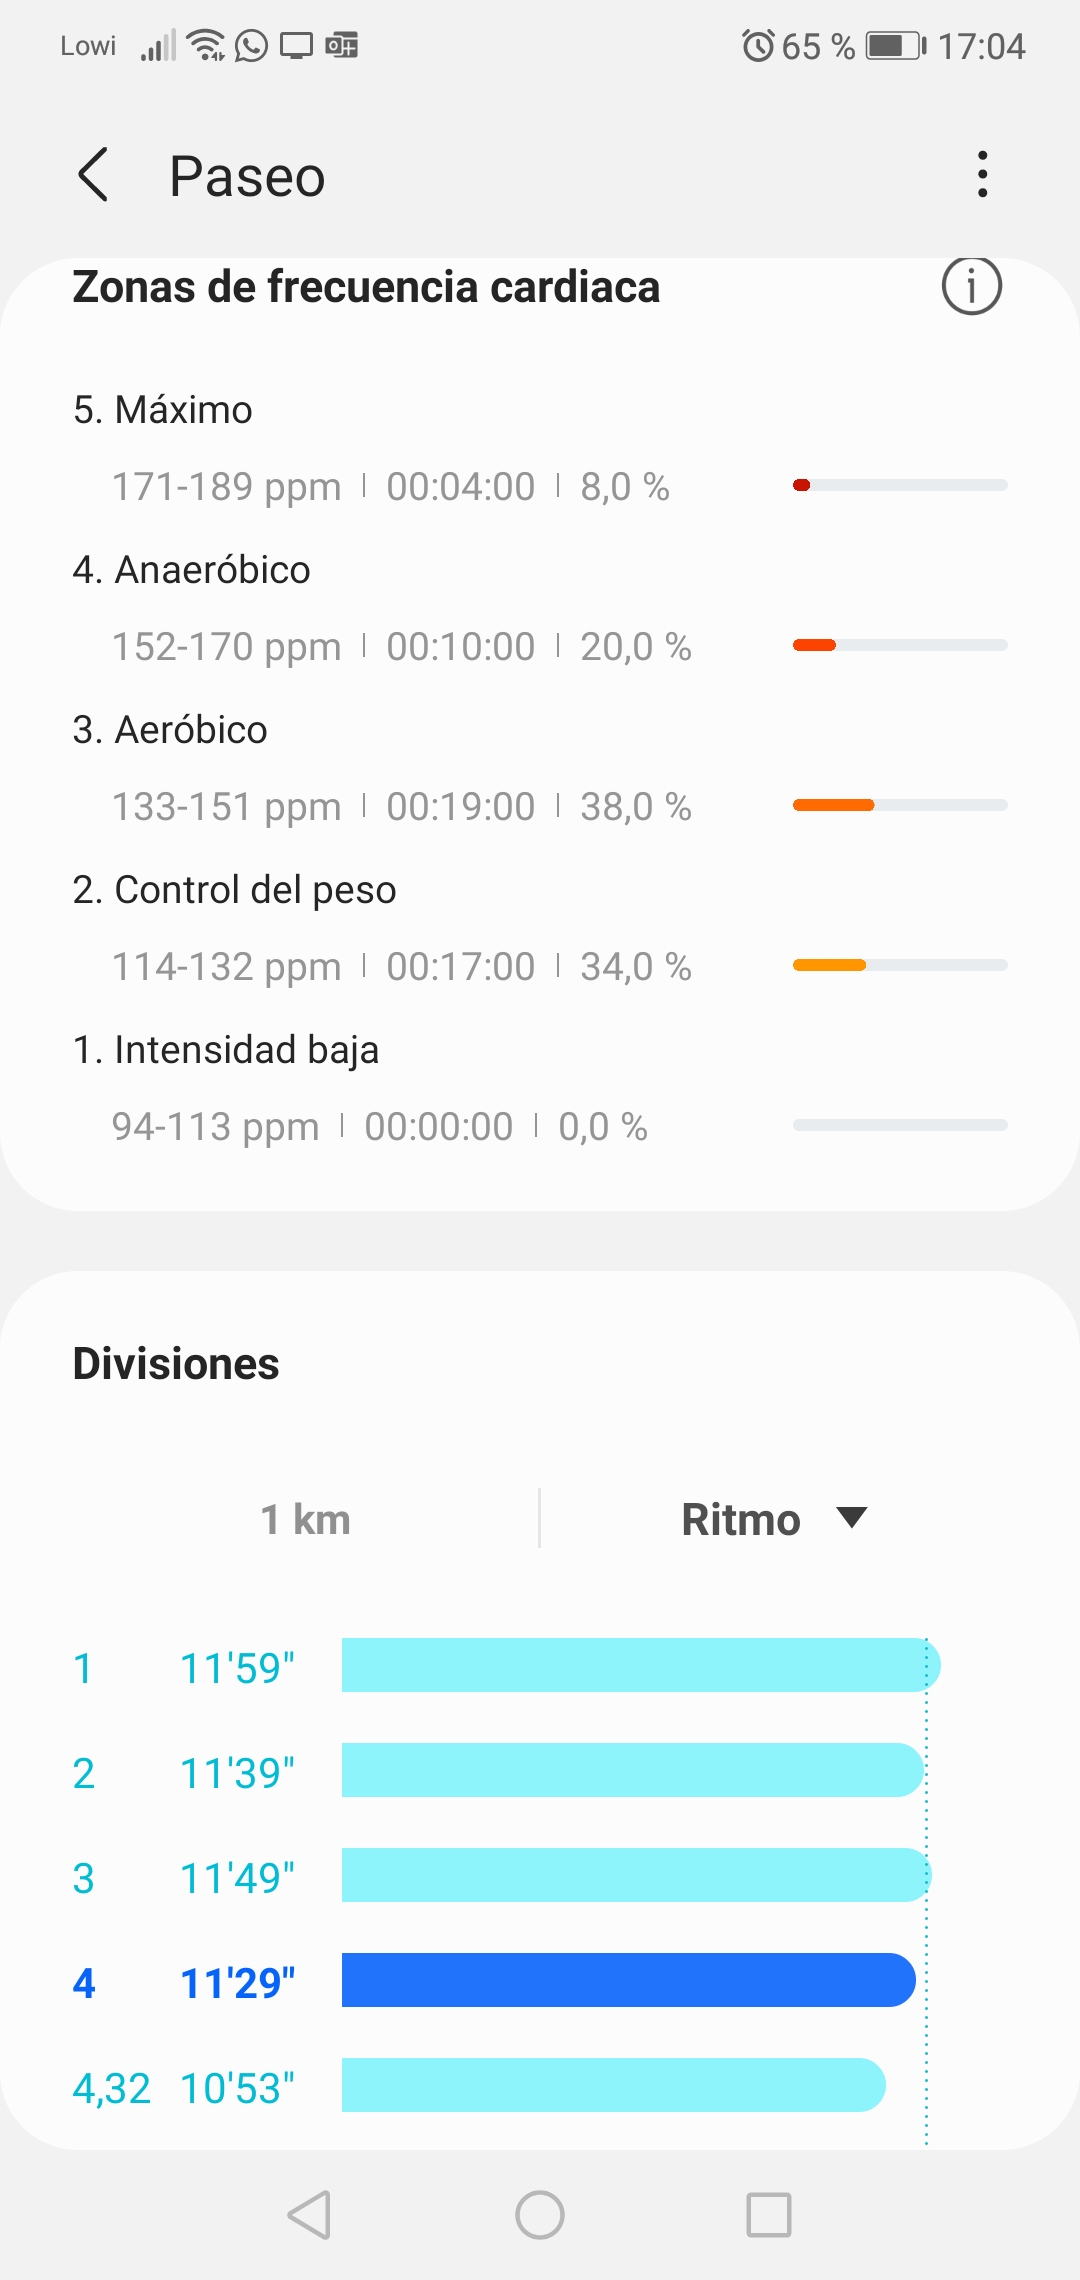 Lowi 65 % 17:04
Paseo
Zonas de frecuencia cardiaca
5. Máximo
171-189 ppm | 00:04:00 | 8,0 %
4. Anaeróbico
152-170 ppm | 00:10:00 | 20,0 %
3. Aeróbico
133-151 ppm | 00:19:00 | 38,0 %
2. Control del peso
114-132 ppm | 00:17:00 | 34,0 %
1. Intensidad baja
94-113 ppm | 00:00:00 | 0,0 %
Divisiones
1 km Ritmo
1 11'59"
2 11'39"
3 11'49"
4 11'29"
4,32 10'53"